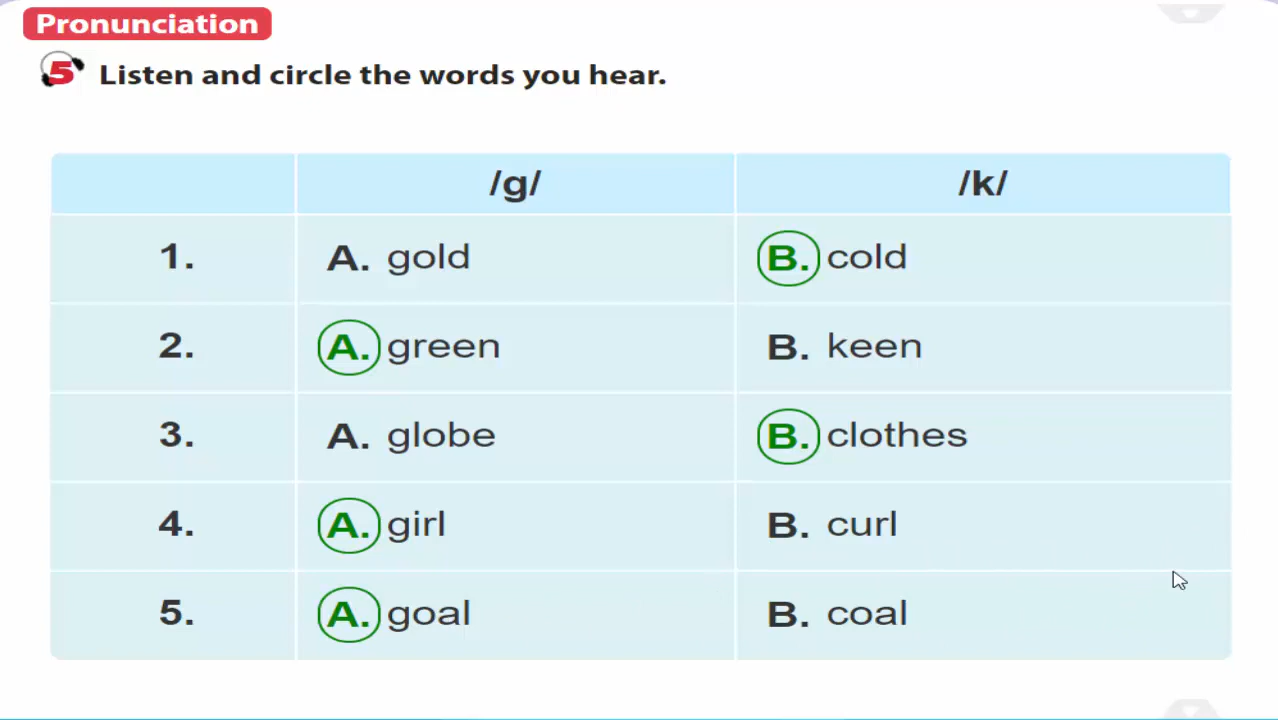 Pronunciation
5 Listen and circle the words you hear.
/g/ /k/
1. A. gold B. cold
2. A. green B. keen
3. A. globe B. clothes
4. A. girl B. curl
5. A. goal B. coal